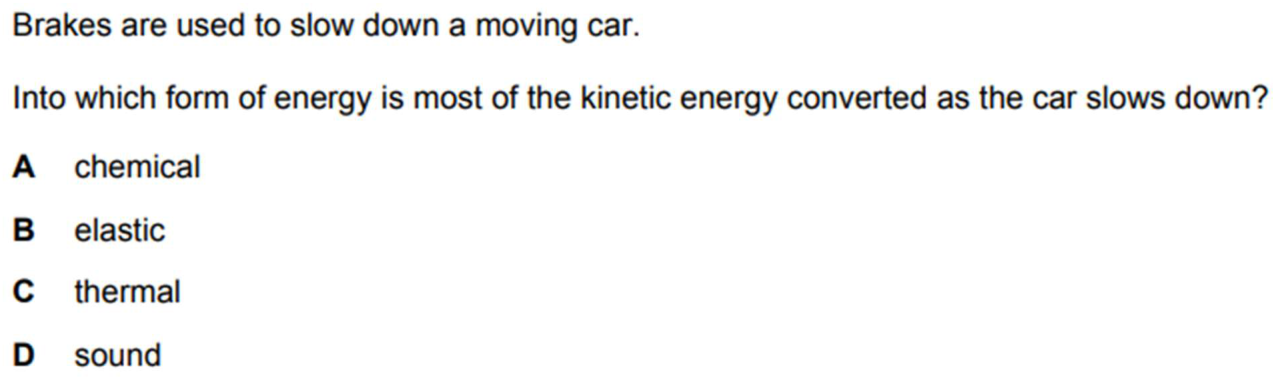 Brakes are used to slow down a moving car.
Into which form of energy is most of the kinetic energy converted as the car slows down?
A chemical
B elastic
C thermal
D sound